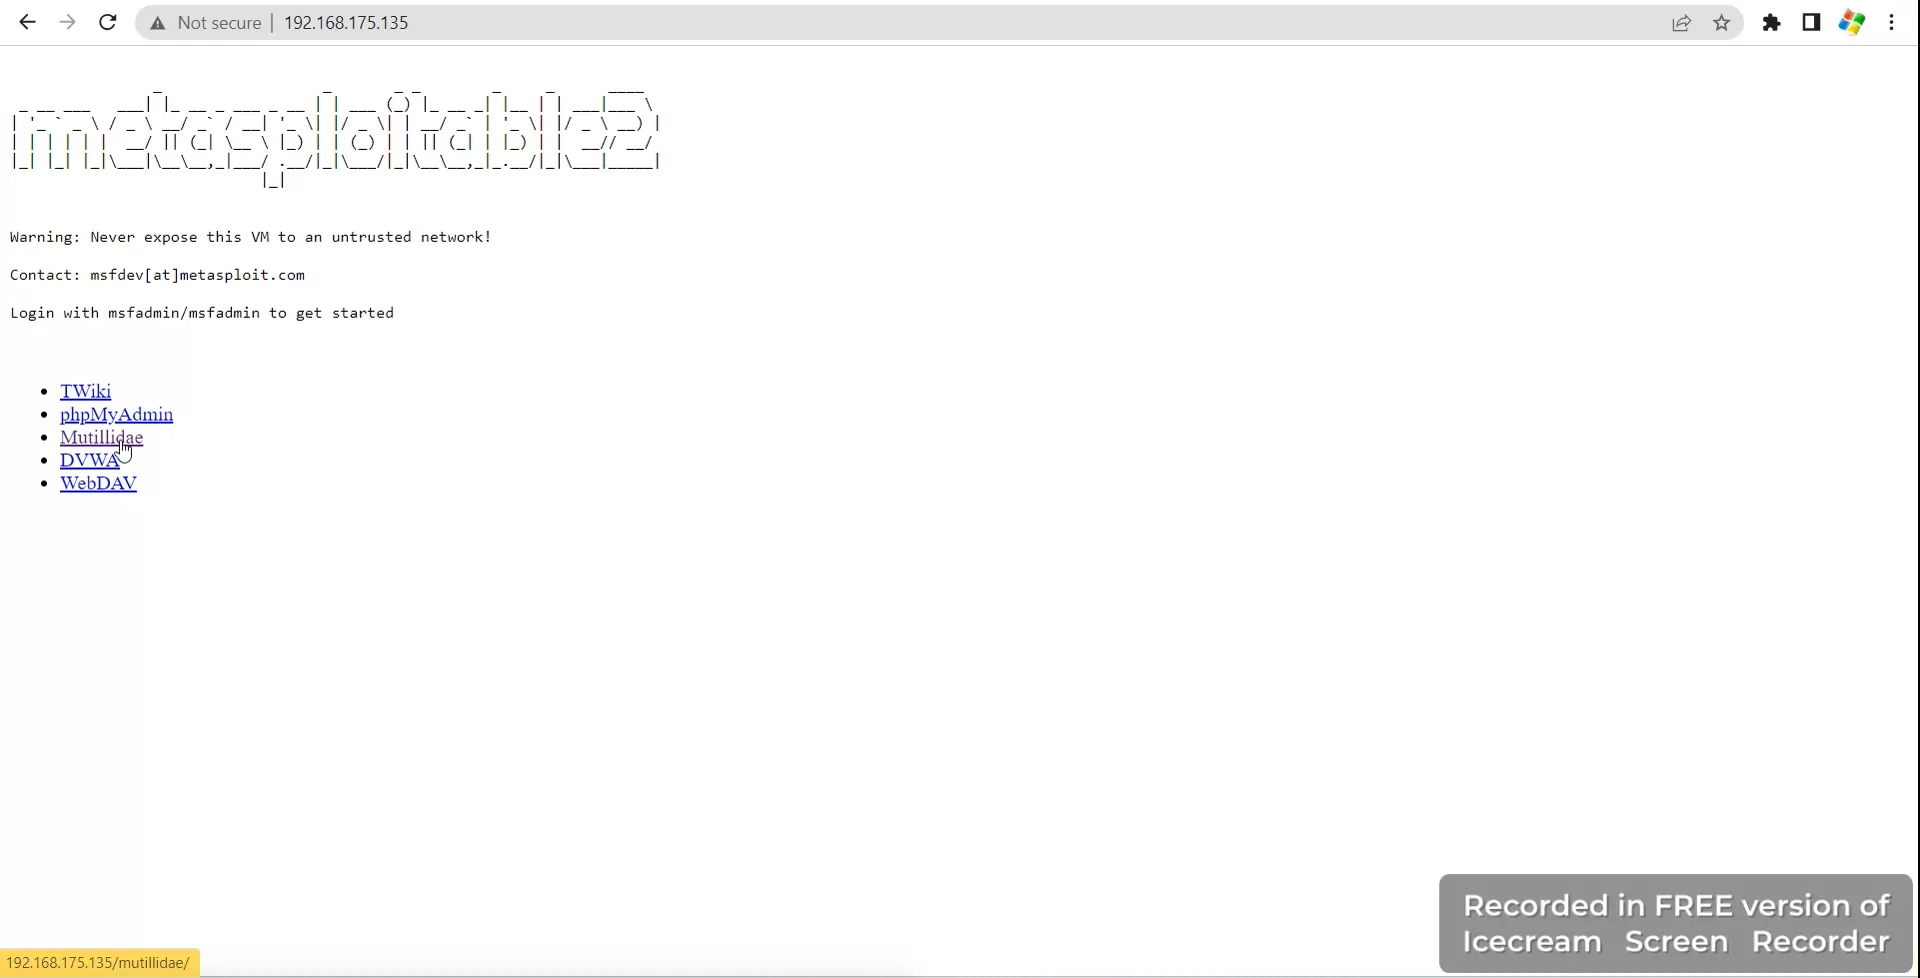 Not secure | 192.168.175.135
metasploitable2
Warning: Never expose this VM to an untrusted network!
Contact: msfdev[at]metasploit.com
Login with msfadmin/msfadmin to get started
TWiki
phpMyAdmin
Mutillidae
DVWA
WebDAV
Recorded in FREE version of
Icecream Screen Recorder
192.168.175.135/mutillidae/